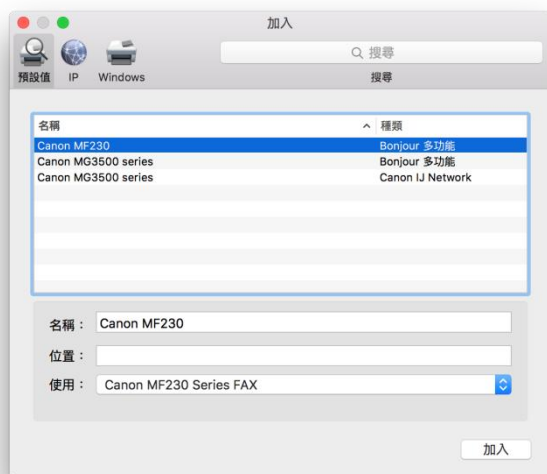 加入
預設值 IP Windows
搜尋
搜尋
名稱 種類
Canon MF230 Bonjour 多功能
Canon MG3500 series Bonjour 多功能
Canon MG3500 series Canon IJ Network
名稱： Canon MF230
位置：
使用： Canon MF230 Series FAX
加入